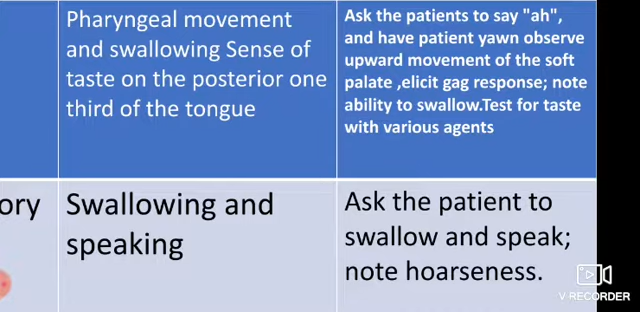 Pharyngeal movement
and swallowing Sense of
taste on the posterior one
third of the tongue
Ask the patients to say "ah",
and have patient yawn observe
upward movement of the soft
palate ,elicit gag response; note
ability to swallow.Test for taste
with various agents
ory
Swallowing and
speaking
Ask the patient to
swallow and speak;
note hoarseness.
V RECORDER